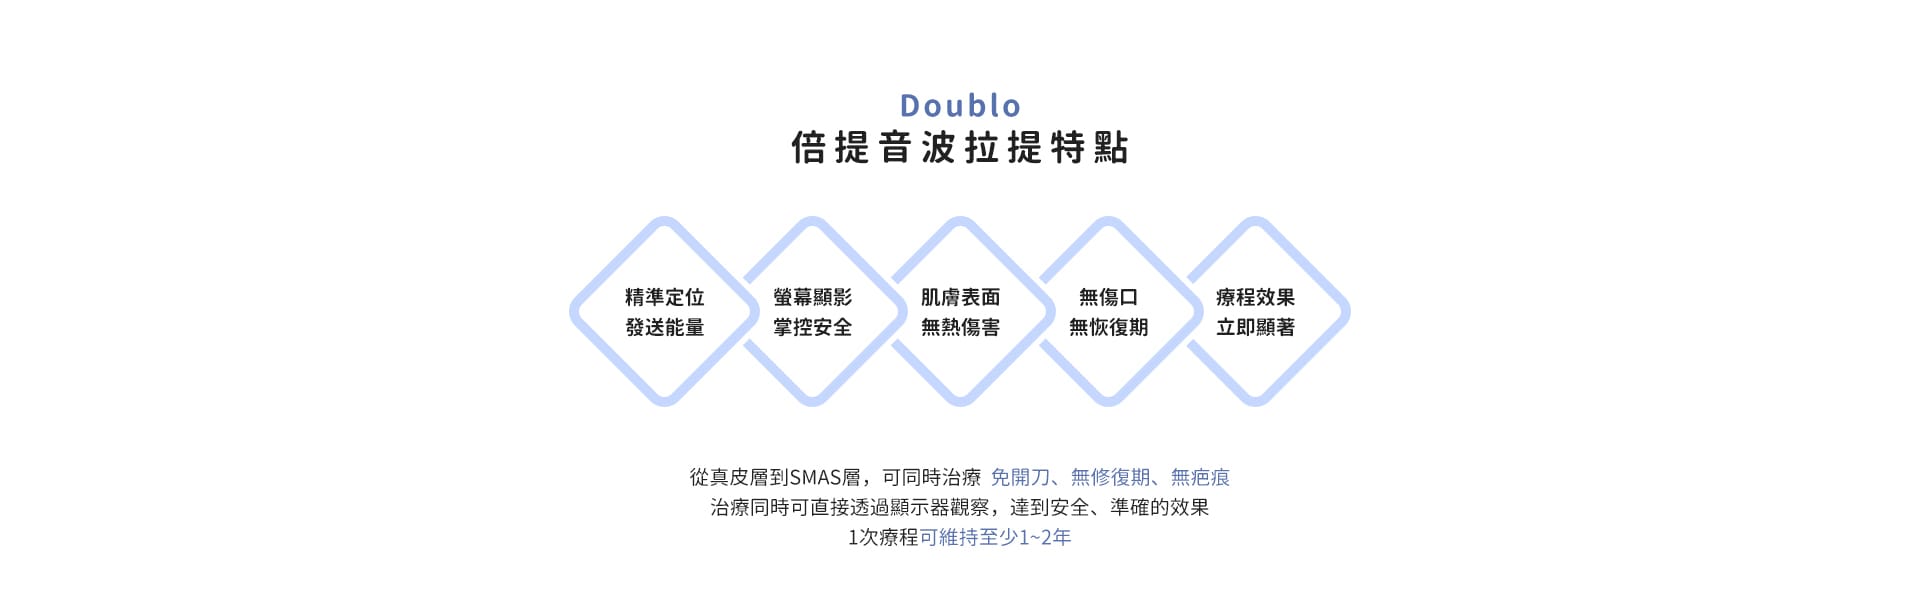 Doublo
倍提音波拉提特點
精準定位
發送能量
螢幕顯影
掌控安全
肌膚表面
無熱傷害
無傷口
無恢復期
療程效果
立即顯著
從真皮層到SMAS層，可同時治療 免開刀、無修復期、無疤痕
治療同時可直接透過顯示器觀察，達到安全、準確的效果
1次療程可維持至少1~2年